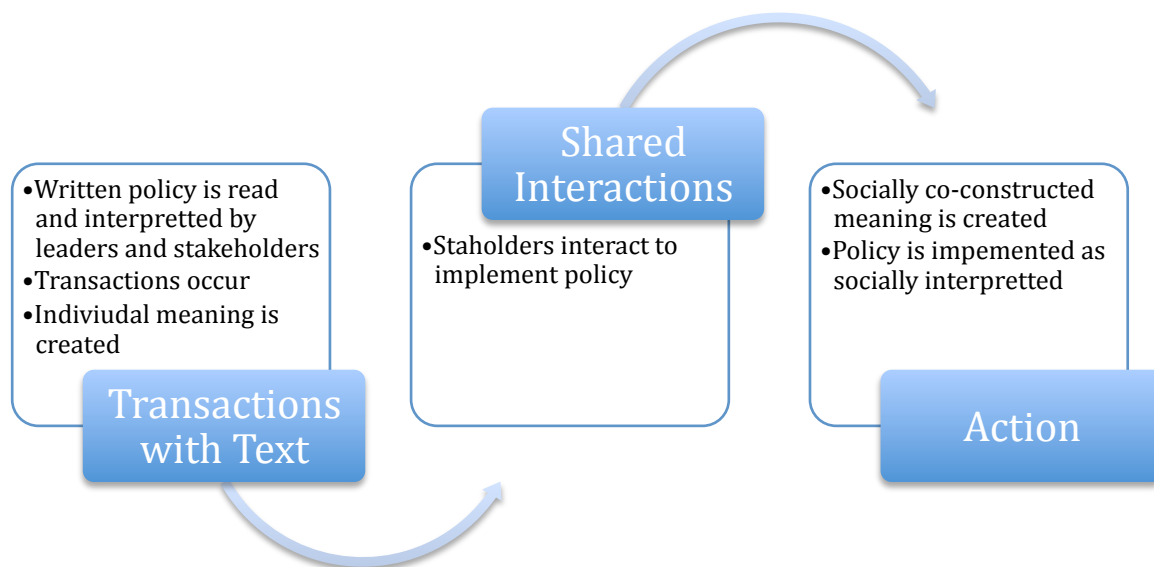 •Written policy is read
and interpretted by
leaders and stakeholders
•Transactions occur
•Indiviudal meaning is
created
Transactions
with Text
Shared
Interactions
•Staholders interact to
implement policy
•Socially co-constructed
meaning is created
•Policy is impemented as
socially interpretted
Action